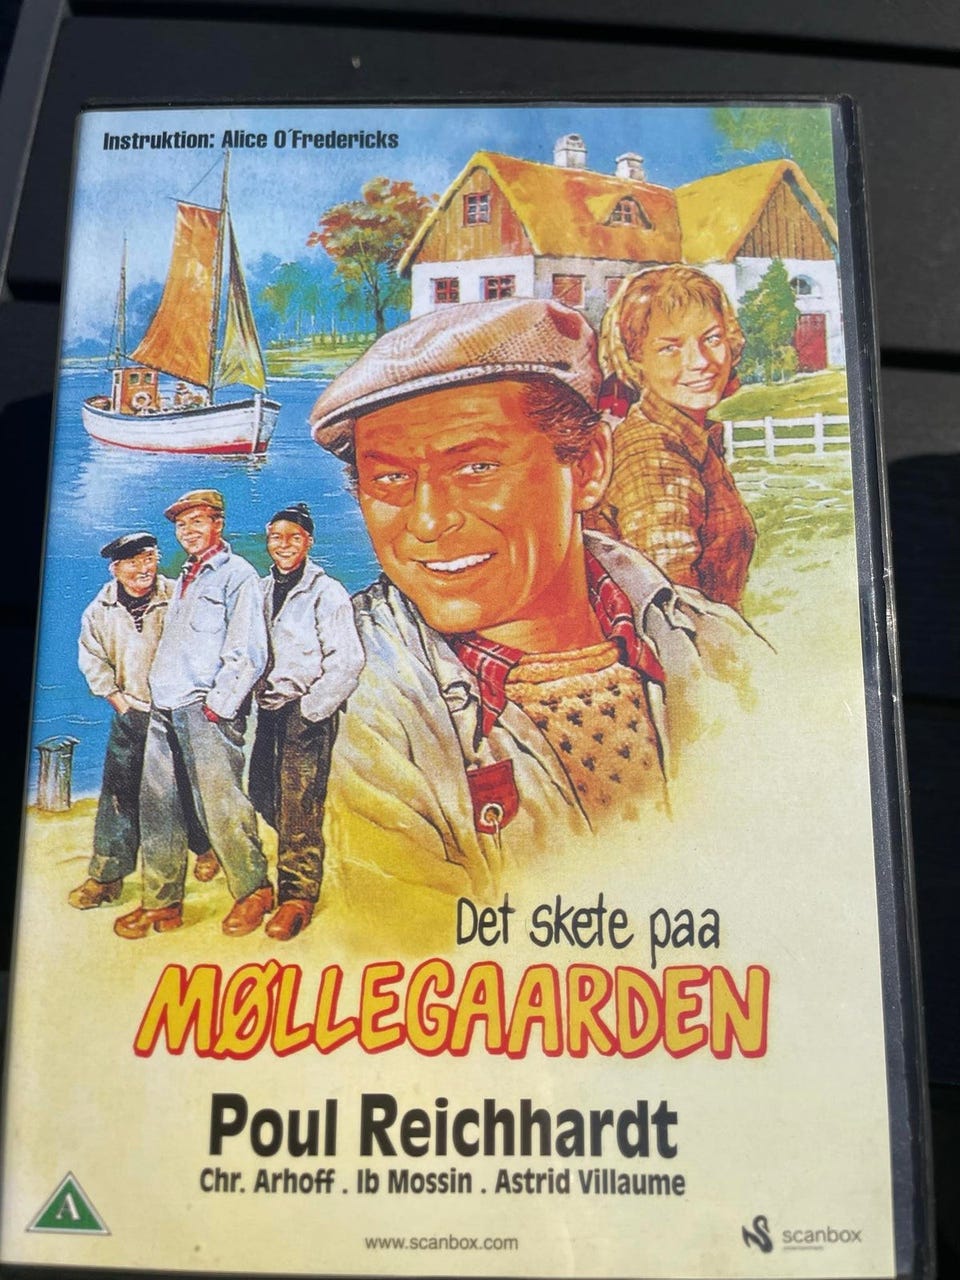 Instruktion: Alice O´Fredericks
Det skete paa
MØLLEGAARDEN
Poul Reichhardt
Chr. Arhoff . Ib Mossin . Astrid Villaume
A
www.scanbox.com
scanbox
entertainment